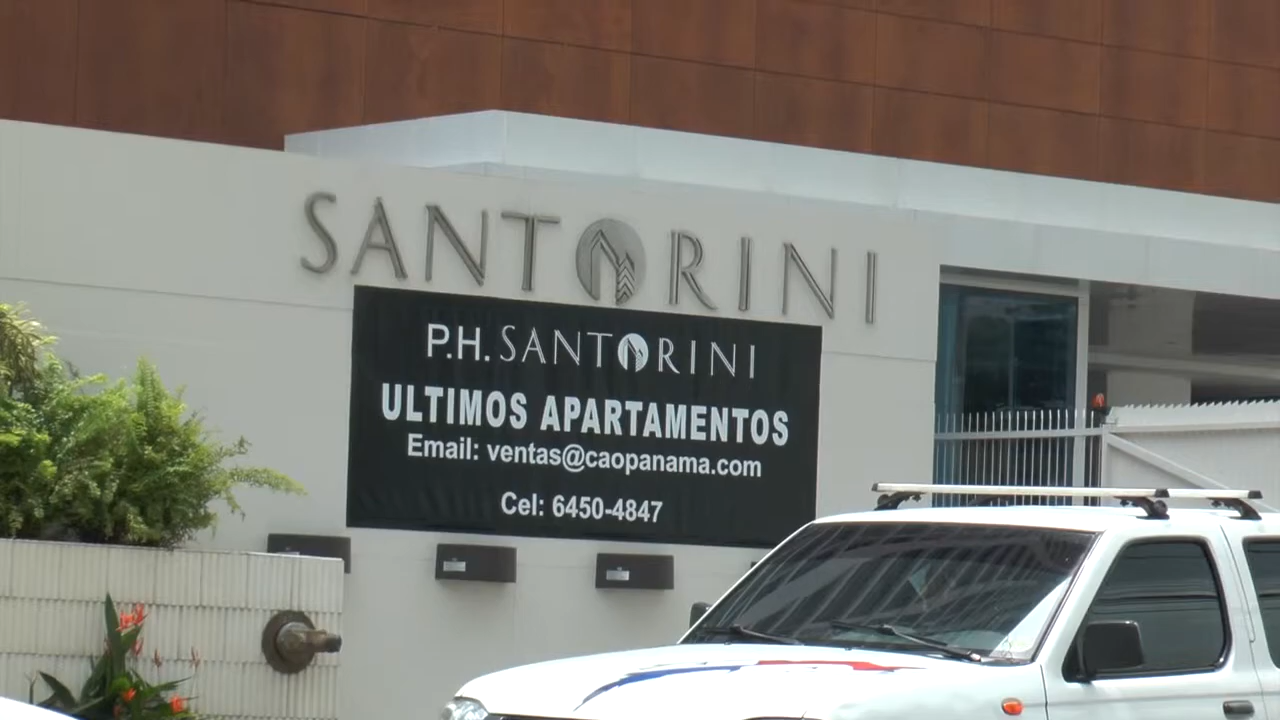 SANTORINI
P.H. SANTORINI
ULTIMOS APARTAMENTOS
Email: ventas@caopanama.com
Cel: 6450-4847